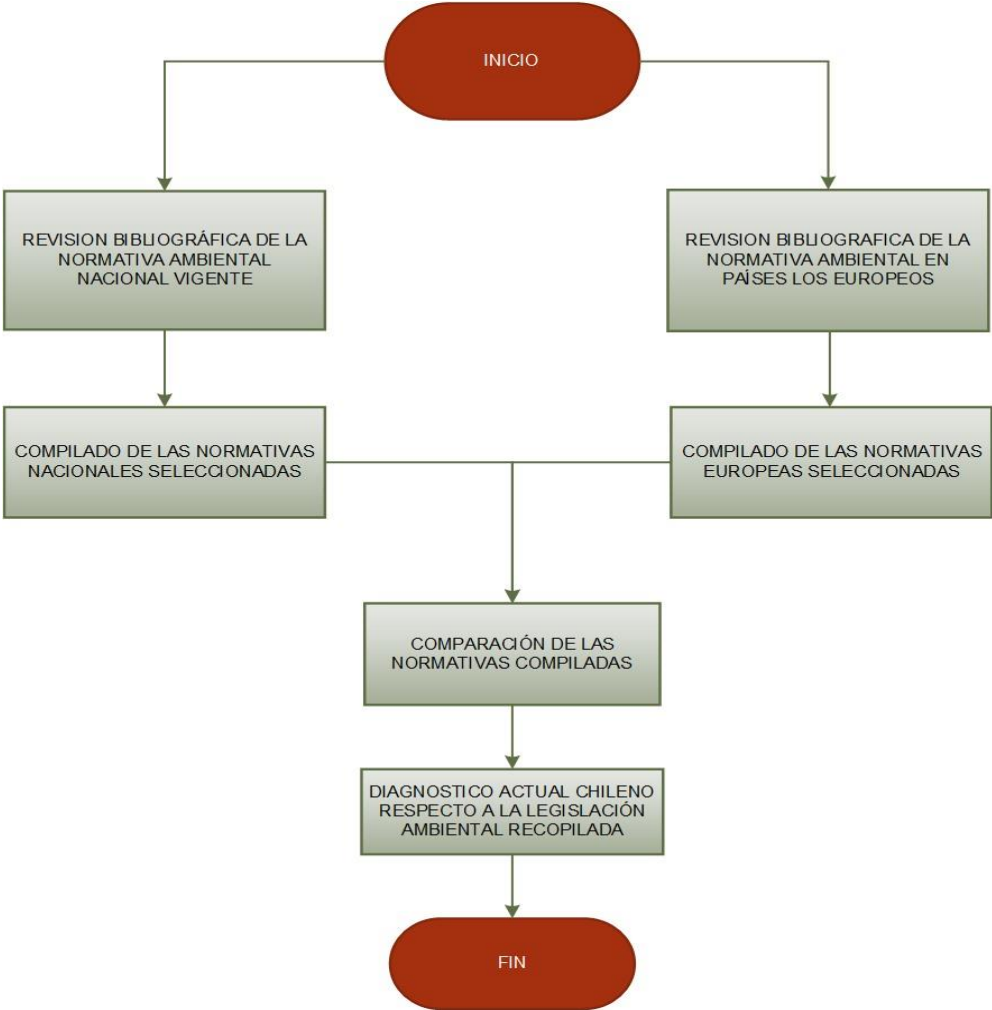 INICIO
REVISION BIBLIOGRÁFICA DE LA
NORMATIVA AMBIENTAL
NACIONAL VIGENTE
REVISION BIBLIOGRAFICA DE LA
NORMATIVA AMBIENTAL EN
PAÍSES LOS EUROPEOS
COMPILADO DE LAS NORMATIVAS
NACIONALES SELECCIONADAS
COMPILADO DE LAS NORMATIVAS
EUROPEAS SELECCIONADAS
COMPARACIÓN DE LAS
NORMATIVAS COMPILADAS
DIAGNOSTICO ACTUAL CHILENO
RESPECTO A LA LEGISLACIÓN
AMBIENTAL RECOPILADA
FIN